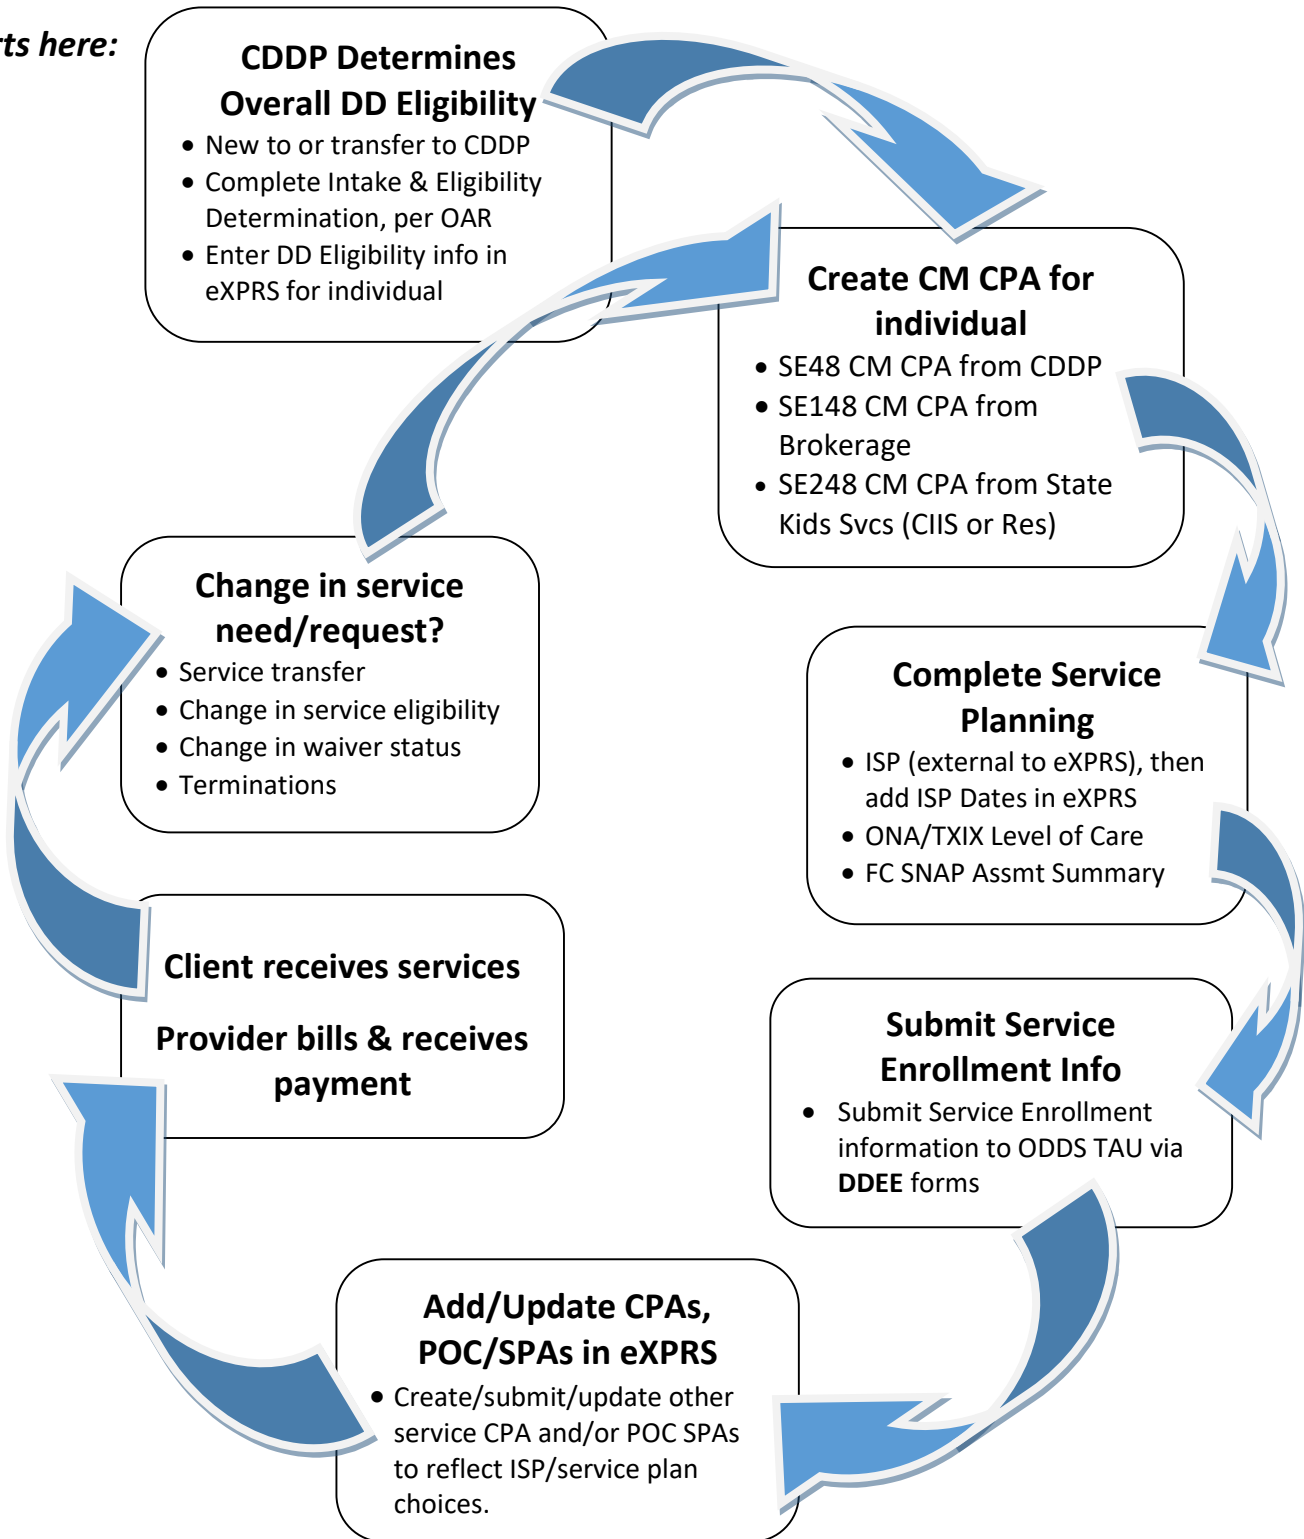 rts here:
CDDP Determines
Overall DD Eligibility
• New to or transfer to CDDP
• Complete Intake & Eligibility
Determination, per OAR
• Enter DD Eligibility info in
eXPRS for individual
Create CM CPA for
individual
• SE48 CM CPA from CDDP
• SE148 CM CPA from
Brokerage
• SE248 CM CPA from State
Kids Svcs (CIIS or Res)
Complete Service
Planning
• ISP (external to eXPRS), then
add ISP Dates in eXPRS
• ONA/TXIX Level of Care
• FC SNAP Assmt Summary
Submit Service
Enrollment Info
• Submit Service Enrollment
information to ODDS TAU via
DDEE forms
Add/Update CPAs,
POC/SPAs in eXPRS
• Create/submit/update other
service CPA and/or POC SPAs
to reflect ISP/service plan
choices.
Client receives services
Provider bills & receives
payment
Change in service
need/request?
• Service transfer
• Change in service eligibility
• Change in waiver status
• Terminations